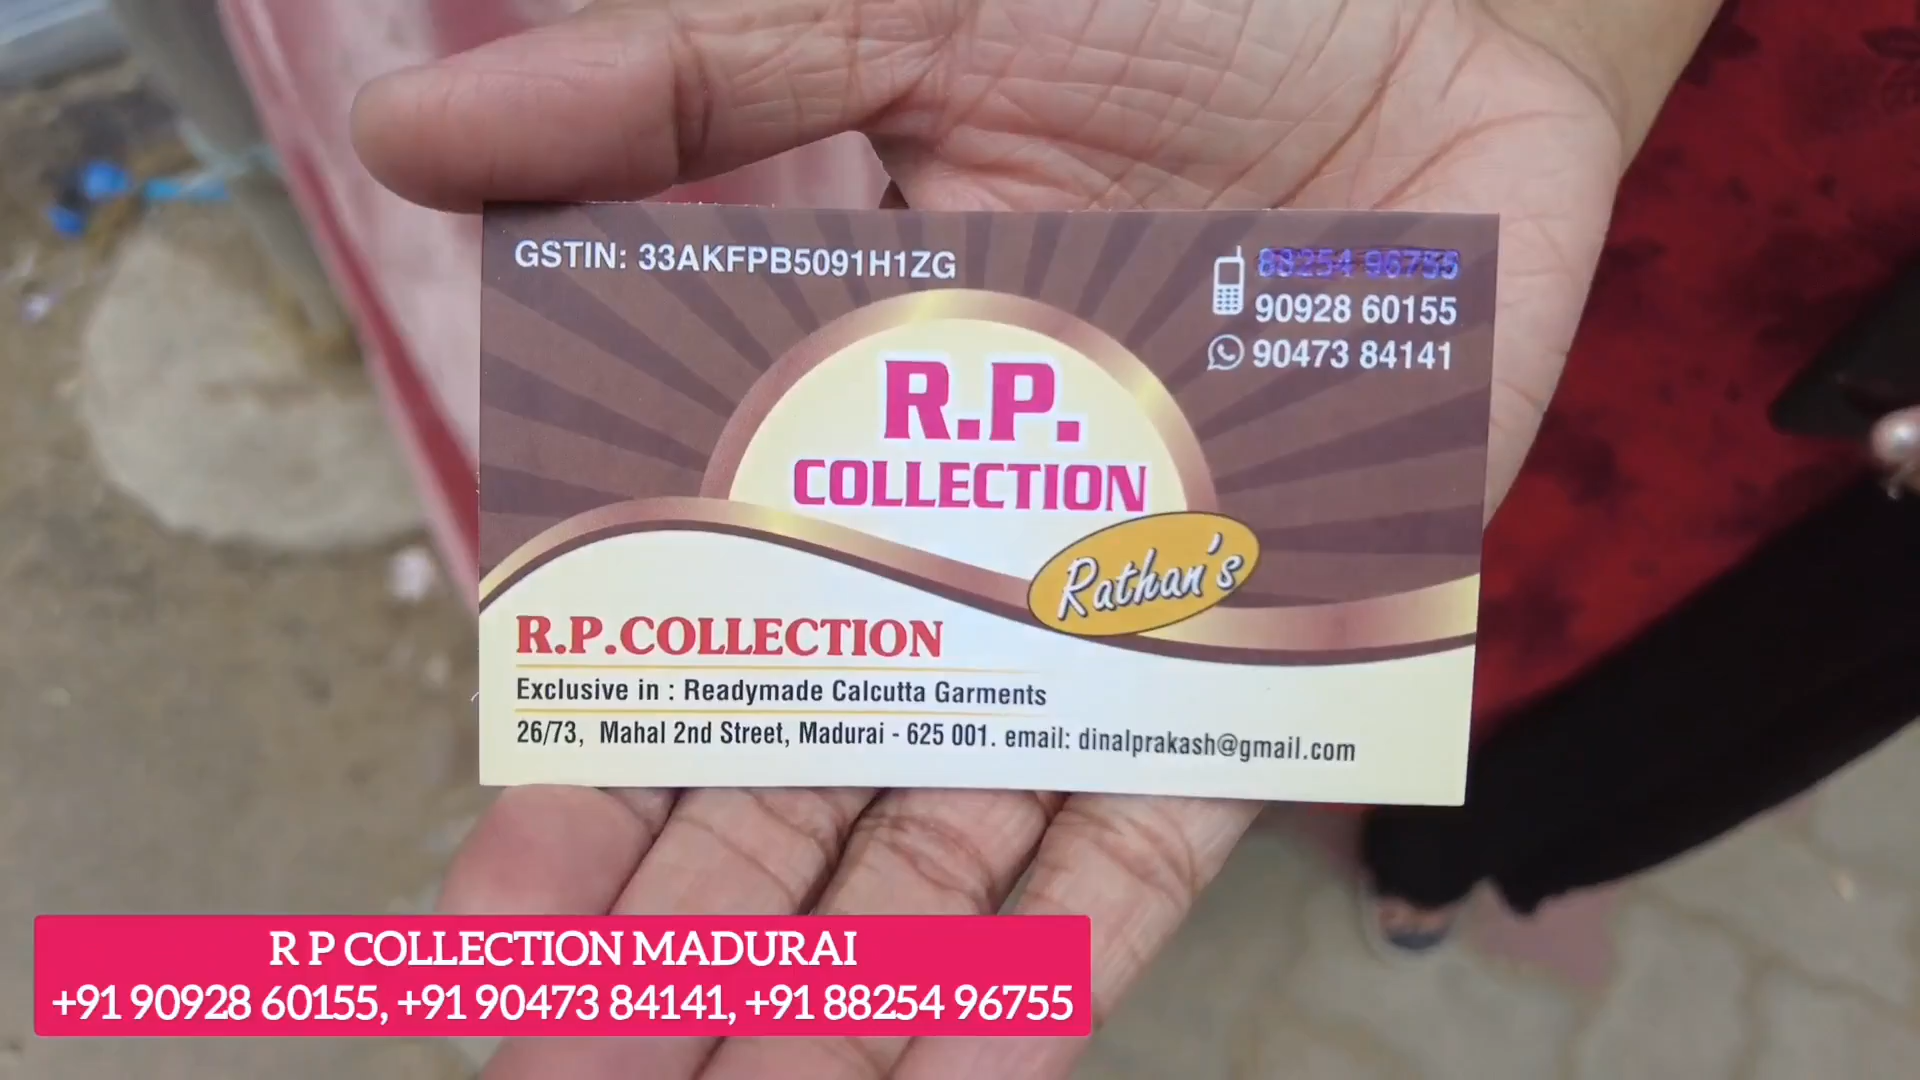 GSTIN: 33AKFPB5091H1ZG
88254 96755
90928 60155
90473 84141
R.P.
COLLECTION
Rathan's
R.P.COLLECTION
Exclusive in : Readymade Calcutta Garments
26/73, Mahal 2nd Street, Madurai - 625 001. email: dinalprakash@gmail.com
R P COLLECTION MADURAI
+91 90928 60155, +91 90473 84141, +91 88254 96755